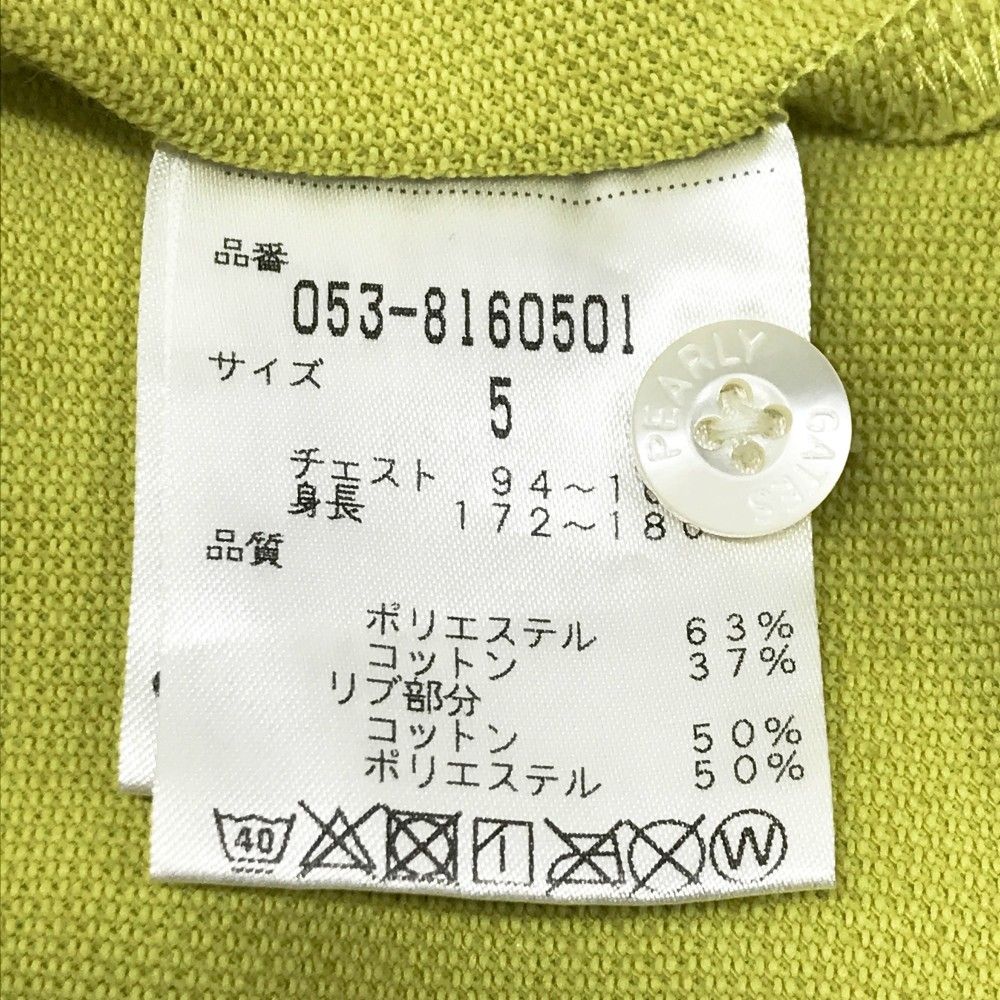 品番
053-8160501
サイズ
5
チェスト 94~1
身長 172~180
品質
ポリエステル 63%
コットン 37%
リブ部分
コットン 50%
ポリエステル 50%
40
W
PEARLY GATES